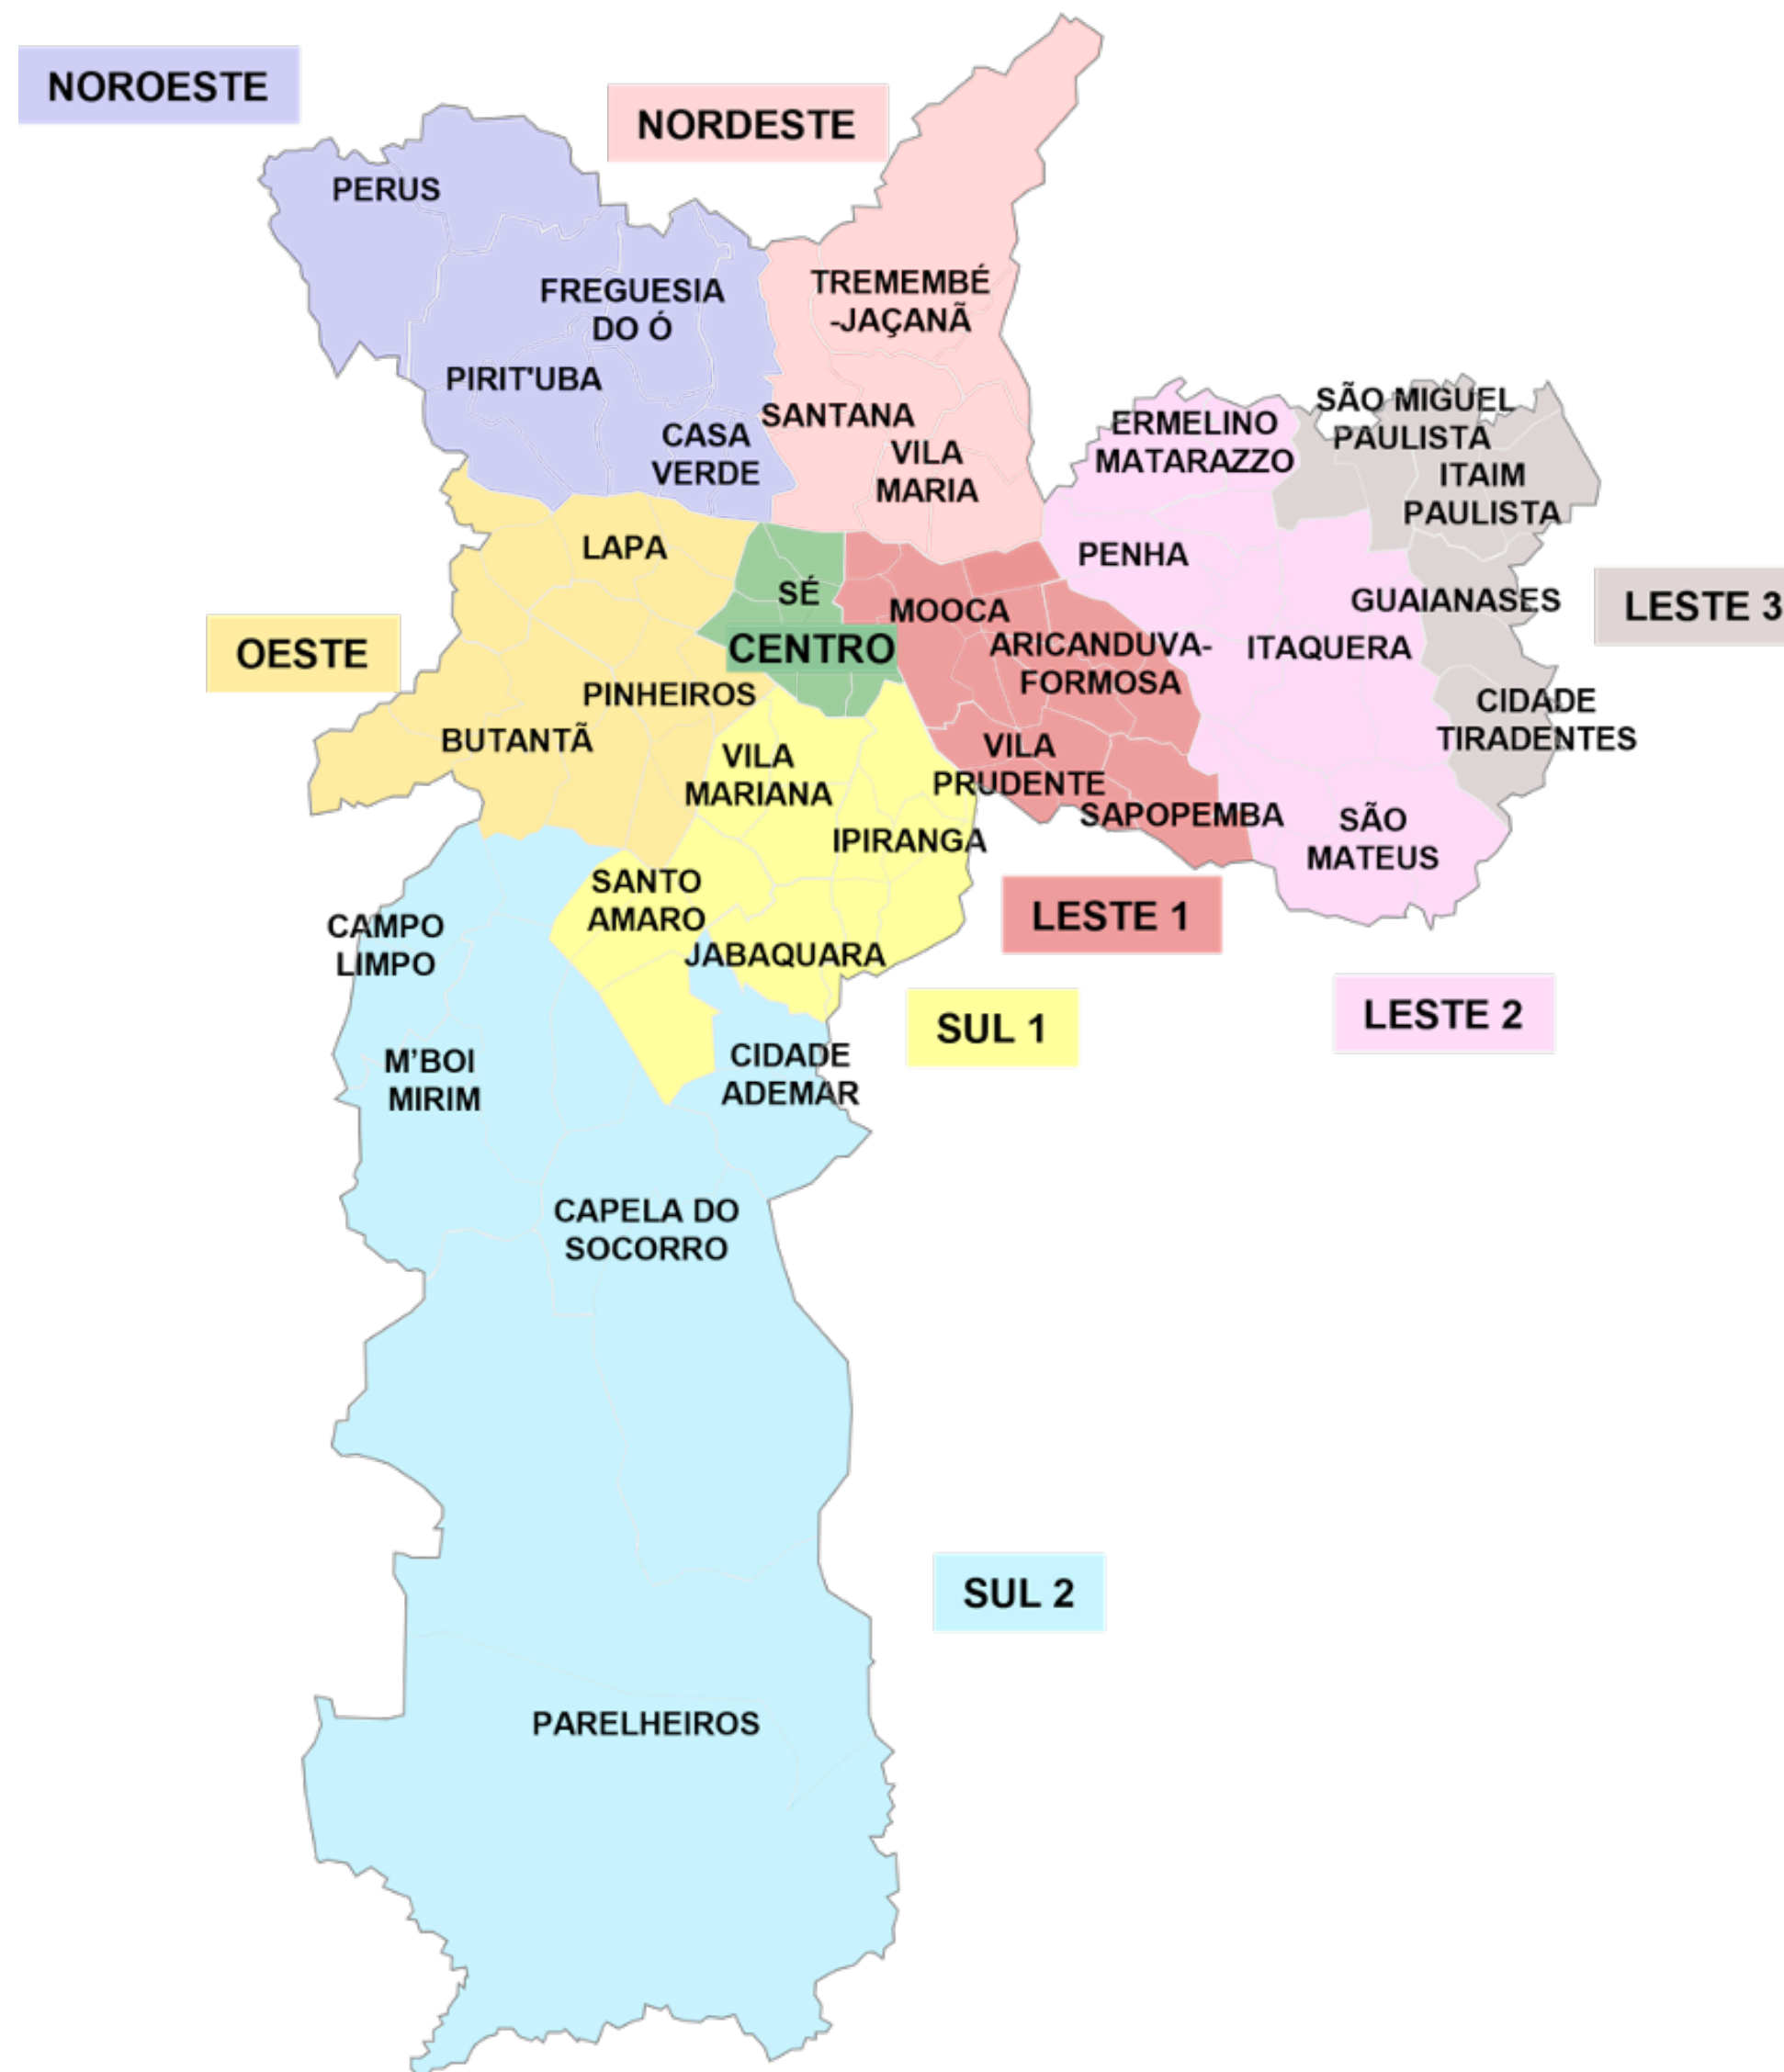 NOROESTE
NORDESTE
PERUS
TREMEMBÉ
-JAÇANÃ
FREGUESIA
DO Ó
PIRIT'UBA
SANTANA
CASA
VERDE
VILA
MARIA
ERMELINO
MATARAZZO
SÃO MIGUEL
PAULISTA
ITAIM
PAULISTA
LAPA
SÉ
PENHA
MOOCA
GUAIANASES
LESTE 3
OESTE
CENTRO
ARICANDUVA-
FORMOSA
ITAQUERA
PINHEIROS
BUTANTÃ
CIDADE
TIRADENTES
VILA
MARIANA
VILA
PRUDENTE
SAPOPEMBA
IPIRANGA
SÃO
MATEUS
SANTO
AMARO
LESTE 1
CAMPO
LIMPO
JABAQUARA
SUL 1
LESTE 2
M’BOI
MIRIM
CIDADE
ADEMAR
CAPELA DO
SOCORRO
SUL 2
PARELHEIROS